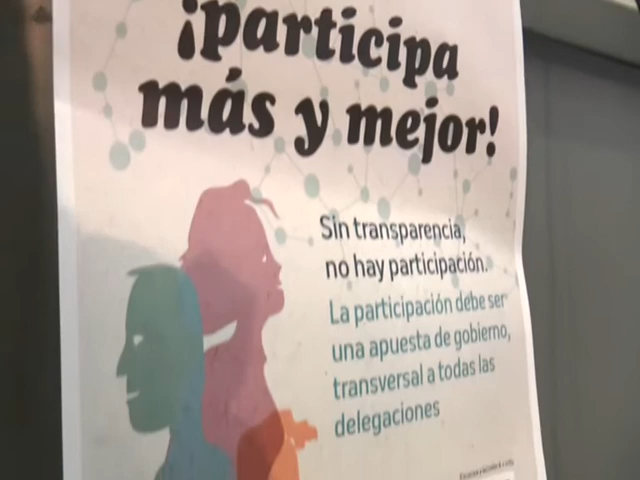 ¡participa
más y mejor!
Sin transparencia,
no hay participación.
La participación debe ser
una apuesta de gobierno,
transversal a todas las
delegaciones